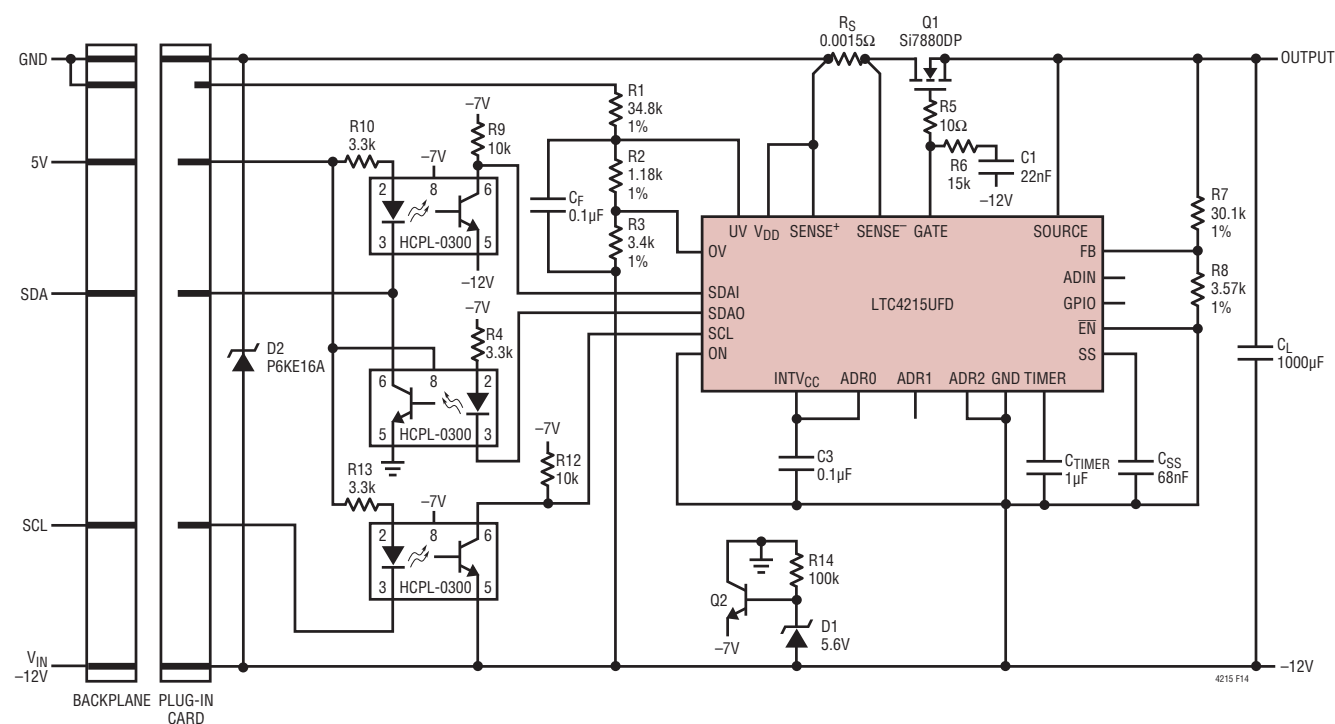 GND
5V
SDA
SCL
V_IN
–12V
BACKPLANE
PLUG-IN
CARD
D2
P6KE16A
R10
3.3k
–7V
R9
10k
–7V
2
8
6
3
HCPL-0300
5
–12V
–7V
R4
3.3k
6
8
2
5
HCPL-0300
3
R13
3.3k
–7V
–7V
R12
10k
2
8
6
3
HCPL-0300
5
C_F
0.1µF
R1
34.8k
1%
R2
1.18k
1%
R3
3.4k
1%
R_S
0.0015Ω
Q1
Si7880DP
R5
10Ω
R6
15k
C1
22nF
–12V
UV
V_DD
SENSE⁺
SENSE⁻
GATE
SOURCE
OV
SDAI
SDAO
SCL
ON
LTC4215UFD
FB
ADIN
GPIO
E̅N̅
SS
INTV_CC
ADR0
ADR1
ADR2
GND
TIMER
C3
0.1µF
C_TIMER
1µF
C_SS
68nF
R7
30.1k
1%
R8
3.57k
1%
C_L
1000µF
OUTPUT
Q2
–7V
R14
100k
D1
5.6V
–12V
4215 F14